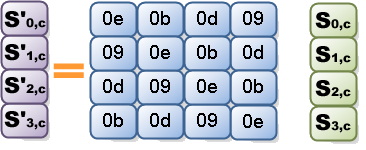 S'0,c 0e 0b 0d 09 S0,c
S'1,c = 09 0e 0b 0d S1,c
S'2,c 0d 09 0e 0b S2,c
S'3,c 0b 0d 09 0e S3,c